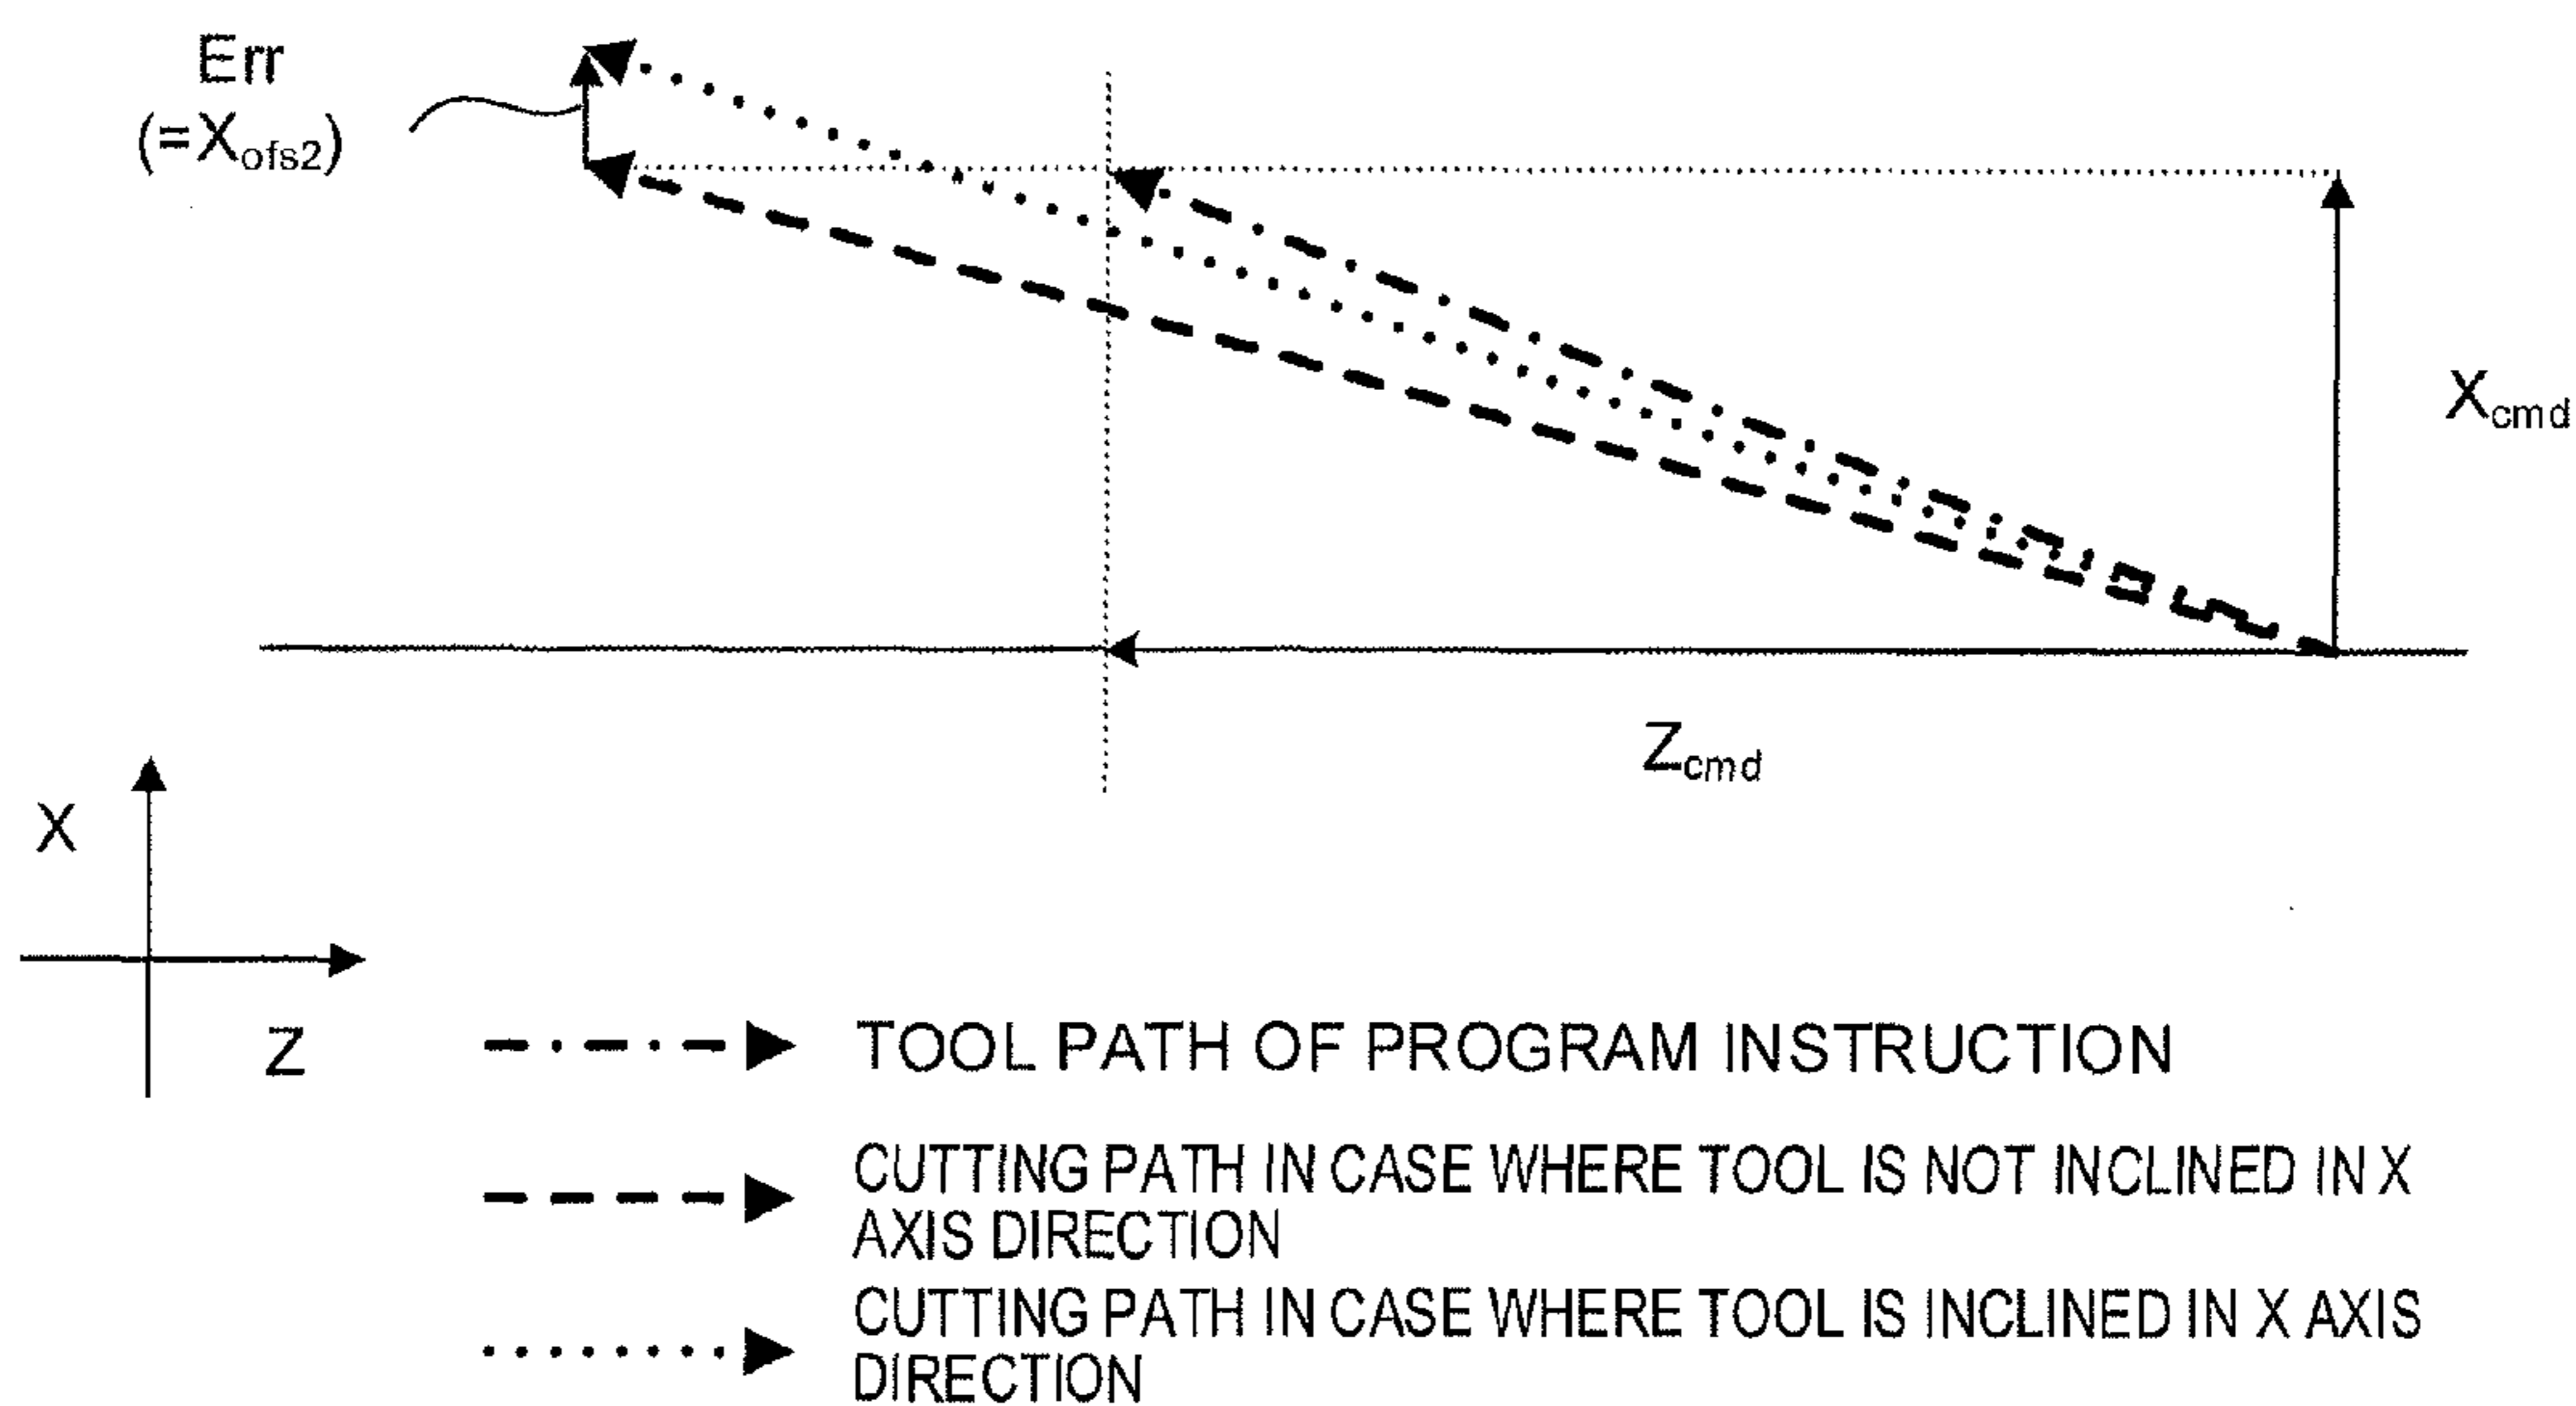 Err
(=Xofs2)
Xcmd
Zcmd
X
Z
TOOL PATH OF PROGRAM INSTRUCTION
CUTTING PATH IN CASE WHERE TOOL IS NOT INCLINED IN X
AXIS DIRECTION
CUTTING PATH IN CASE WHERE TOOL IS INCLINED IN X AXIS
DIRECTION